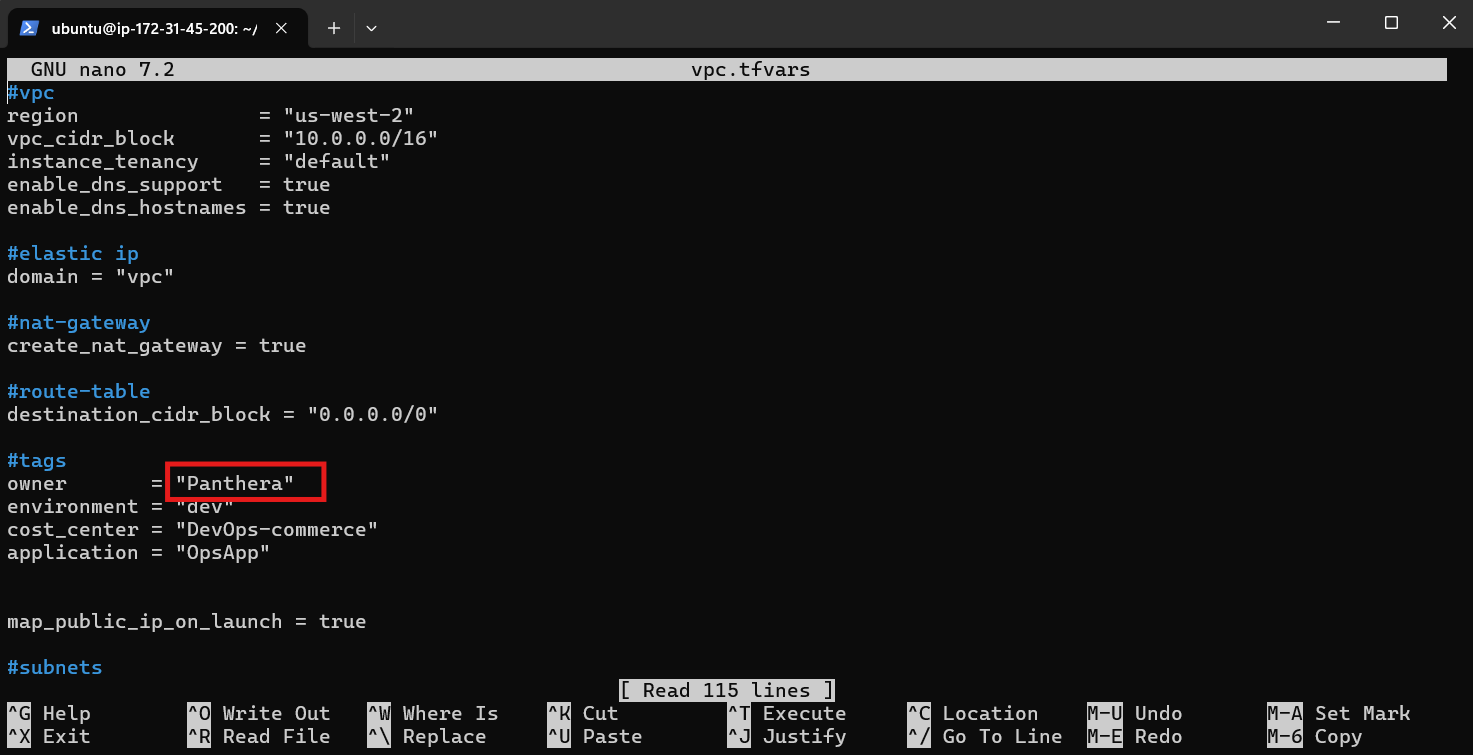 ubuntu@ip-172-31-45-200: ~/
GNU nano 7.2 vpc.tfvars
#vpc
region = "us-west-2"
vpc_cidr_block = "10.0.0.0/16"
instance_tenancy = "default"
enable_dns_support = true
enable_dns_hostnames = true
#elastic ip
domain = "vpc"
#nat-gateway
create_nat_gateway = true
#route-table
destination_cidr_block = "0.0.0.0/0"
#tags
owner = "Panthera"
environment = "dev"
cost_center = "DevOps-commerce"
application = "OpsApp"
map_public_ip_on_launch = true
#subnets
[ Read 115 lines ]
^G Help ^O Write Out ^W Where Is ^K Cut ^T Execute ^C Location M-U Undo M-A Set Mark
^X Exit ^R Read File ^\ Replace ^U Paste ^J Justify ^/ Go To Line M-E Redo M-6 Copy